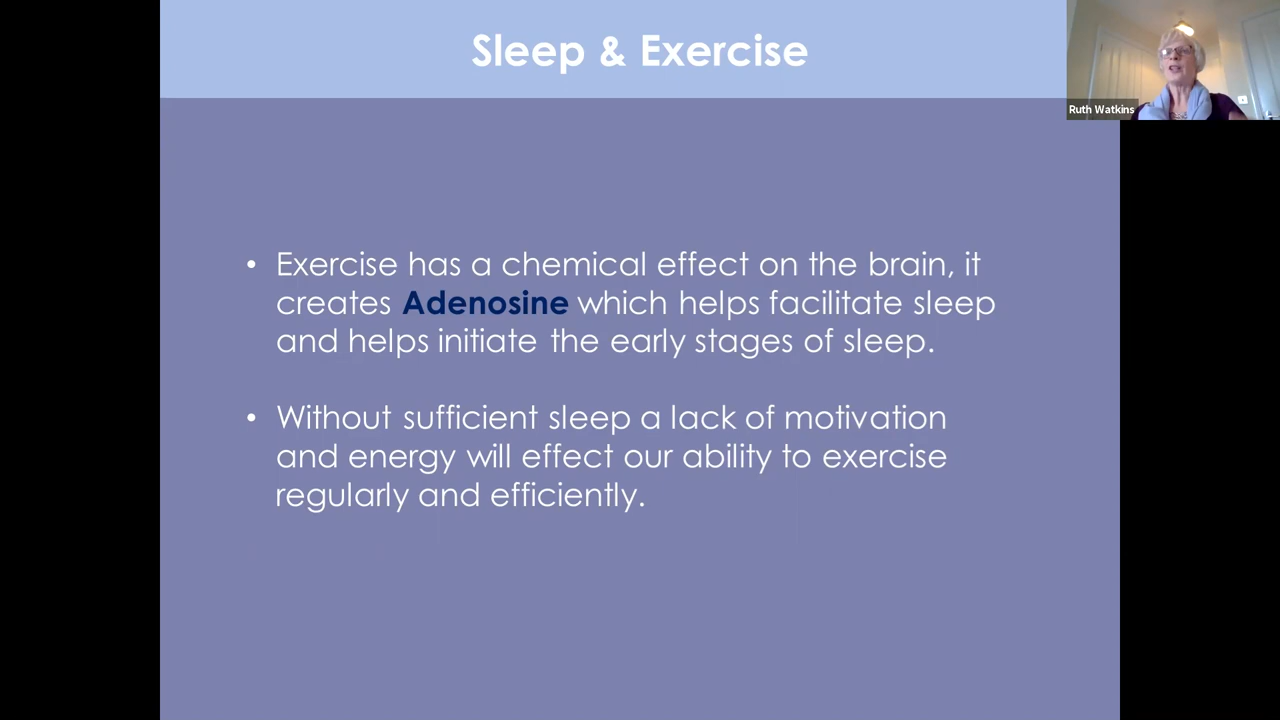 Sleep & Exercise
Ruth Watkins
• Exercise has a chemical effect on the brain, it
creates Adenosine which helps facilitate sleep
and helps initiate the early stages of sleep.
• Without sufficient sleep a lack of motivation
and energy will effect our ability to exercise
regularly and efficiently.